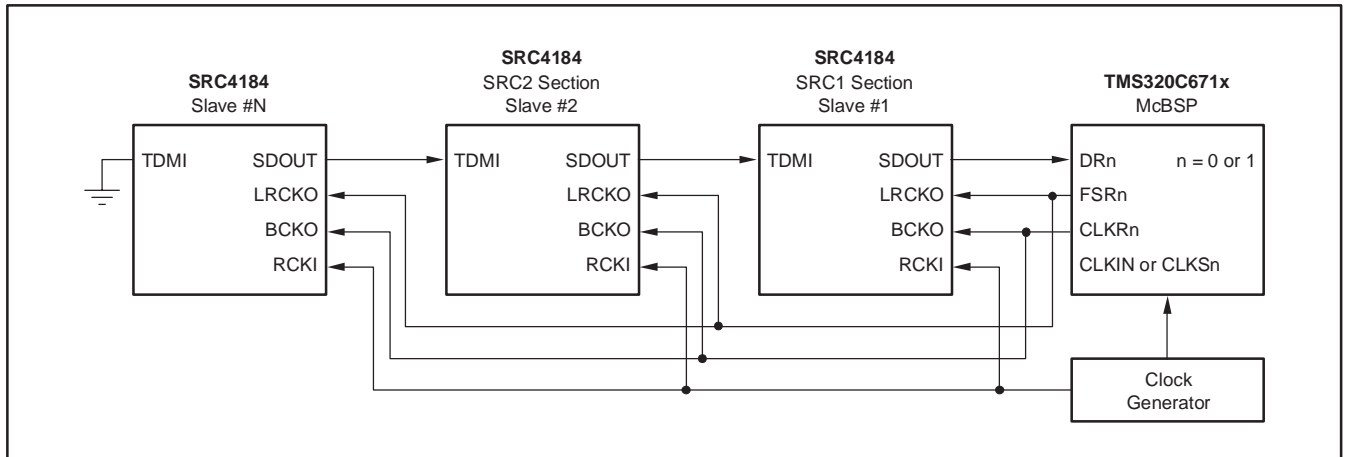 SRC4184
Slave #N
TDMI
SDOUT
LRCKO
BCKO
RCKI
SRC4184
SRC2 Section
Slave #2
TDMI
SDOUT
LRCKO
BCKO
RCKI
SRC4184
SRC1 Section
Slave #1
TDMI
SDOUT
LRCKO
BCKO
RCKI
TMS320C671x
McBSP
DRn
n = 0 or 1
FSRn
CLKRn
CLKIN or CLKSn
Clock
Generator